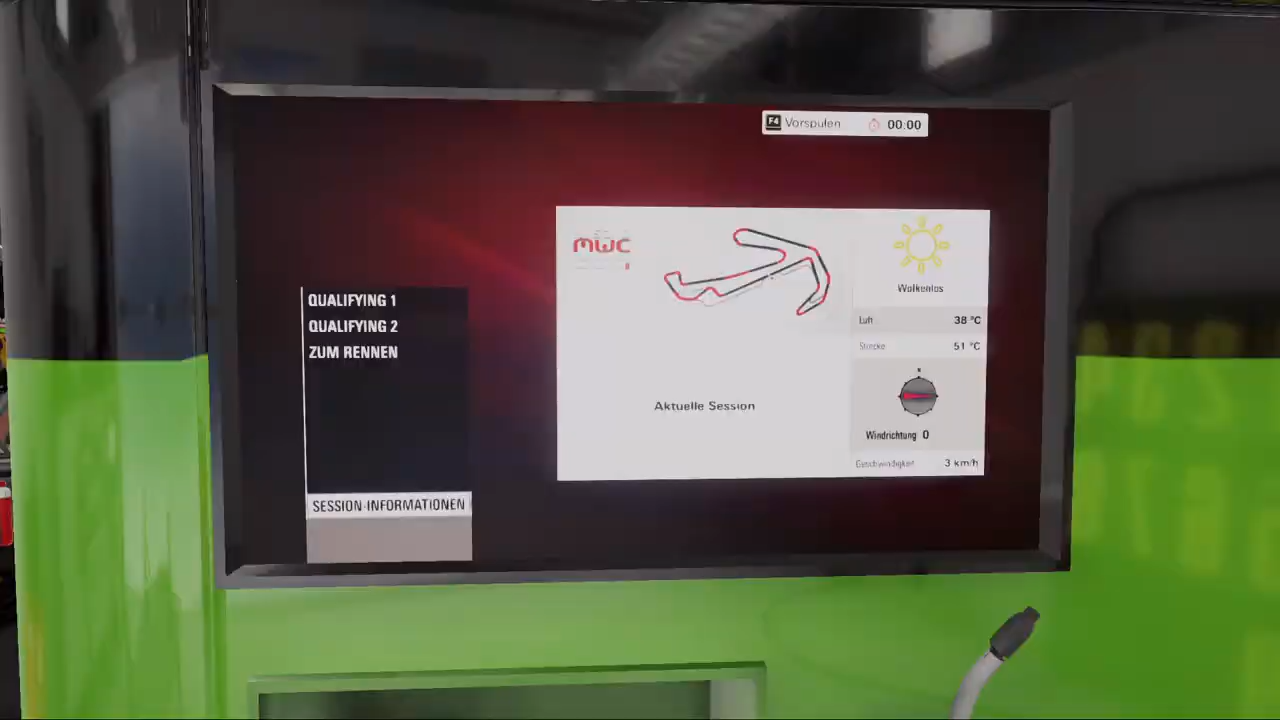 F4 Vorspulen 00:00
MWC
Wolkenlos
QUALIFYING 1
QUALIFYING 2
ZUM RENNEN
Luft 38 °C
Strecke 51 °C
Aktuelle Session
Windrichtung 0
Geschwindigkeit 3 km/h
SESSION-INFORMATIONEN